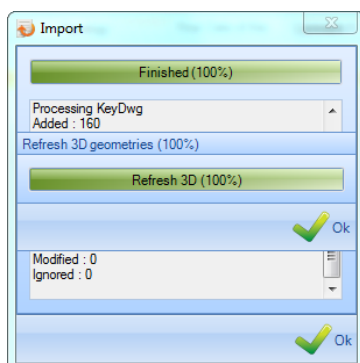 Import
Finished (100%)
Processing KeyDwg
Added : 160
Refresh 3D geometries (100%)
Refresh 3D (100%)
Ok
Modified : 0
Ignored : 0
Ok